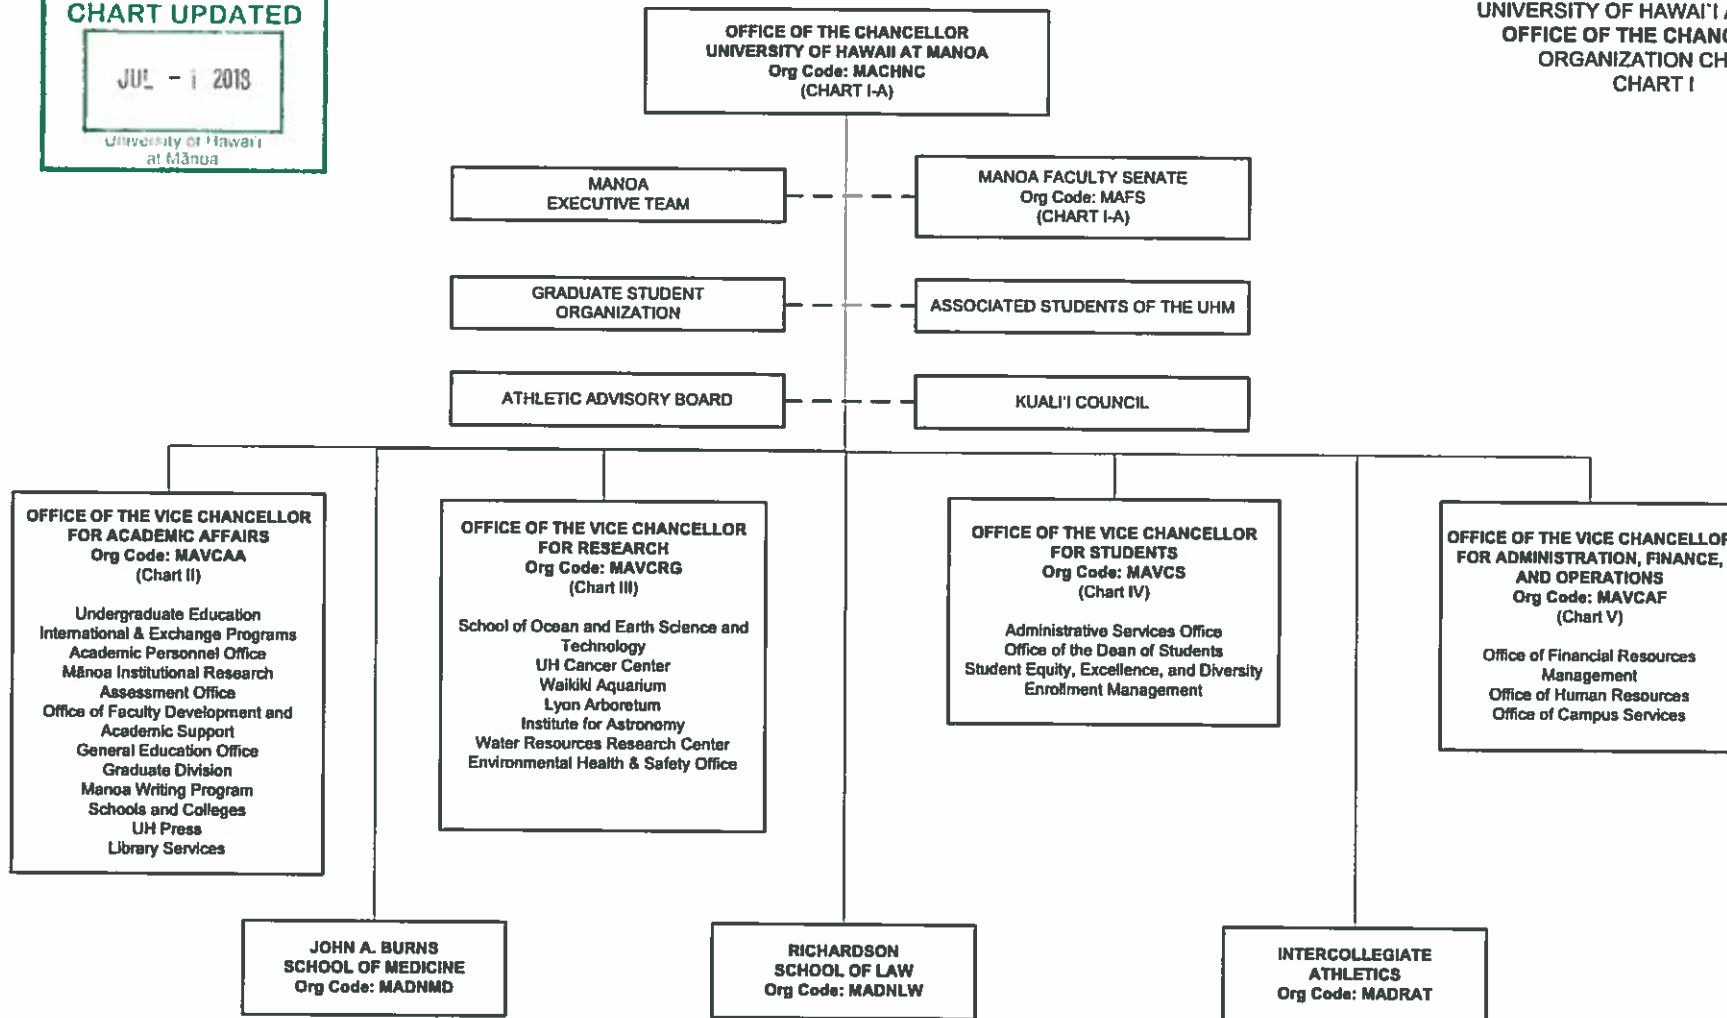 CHART UPDATED
JUL - 1 2013
University of Hawai'i
at Mānoa
UNIVERSITY OF HAWAI'I
OFFICE OF THE
ORGANIZATION
CHART I
OFFICE OF THE CHANCELLOR
UNIVERSITY OF HAWAII AT MANOA
Org Code: MACHNC
(CHART I-A)
MANOA
EXECUTIVE TEAM
MANOA FACULTY SENATE
Org Code: MAFS
(CHART I-A)
GRADUATE STUDENT
ORGANIZATION
ASSOCIATED STUDENTS OF THE UHM
ATHLETIC ADVISORY BOARD
KUALI'I COUNCIL
OFFICE OF THE VICE CHANCELLOR
FOR ACADEMIC AFFAIRS
Org Code: MAVCAA
(Chart II)
Undergraduate Education
International & Exchange Programs
Academic Personnel Office
Mānoa Institutional Research
Assessment Office
Office of Faculty Development and
Academic Support
General Education Office
Graduate Division
Manoa Writing Program
Schools and Colleges
UH Press
Library Services
OFFICE OF THE VICE CHANCELLOR
FOR RESEARCH
Org Code: MAVCRG
(Chart III)
School of Ocean and Earth Science and
Technology
UH Cancer Center
Waikiki Aquarium
Lyon Arboretum
Institute for Astronomy
Water Resources Research Center
Environmental Health & Safety Office
OFFICE OF THE VICE CHANCELLOR
FOR STUDENTS
Org Code: MAVCS
(Chart IV)
Administrative Services Office
Office of the Dean of Students
Student Equity, Excellence, and Diversity
Enrollment Management
OFFICE OF THE VICE CHANCELLOR
FOR ADMINISTRATION, FINANCE,
AND OPERATIONS
Org Code: MAVCAF
(Chart V)
Office of Financial Resources
Management
Office of Human Resources
Office of Campus Services
JOHN A. BURNS
SCHOOL OF MEDICINE
Org Code: MADNMD
RICHARDSON
SCHOOL OF LAW
Org Code: MADNLW
INTERCOLLEGIATE
ATHLETICS
Org Code: MADRAT